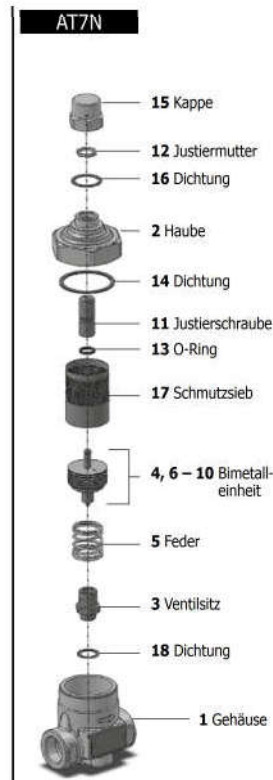 AT7N
15 Kappe
12 Justiermutter
16 Dichtung
2 Haube
14 Dichtung
11 Justierschraube
13 O-Ring
17 Schmutzsieb
4, 6 – 10 Bimetall-
einheit
5 Feder
3 Ventilsitz
18 Dichtung
1 Gehäuse